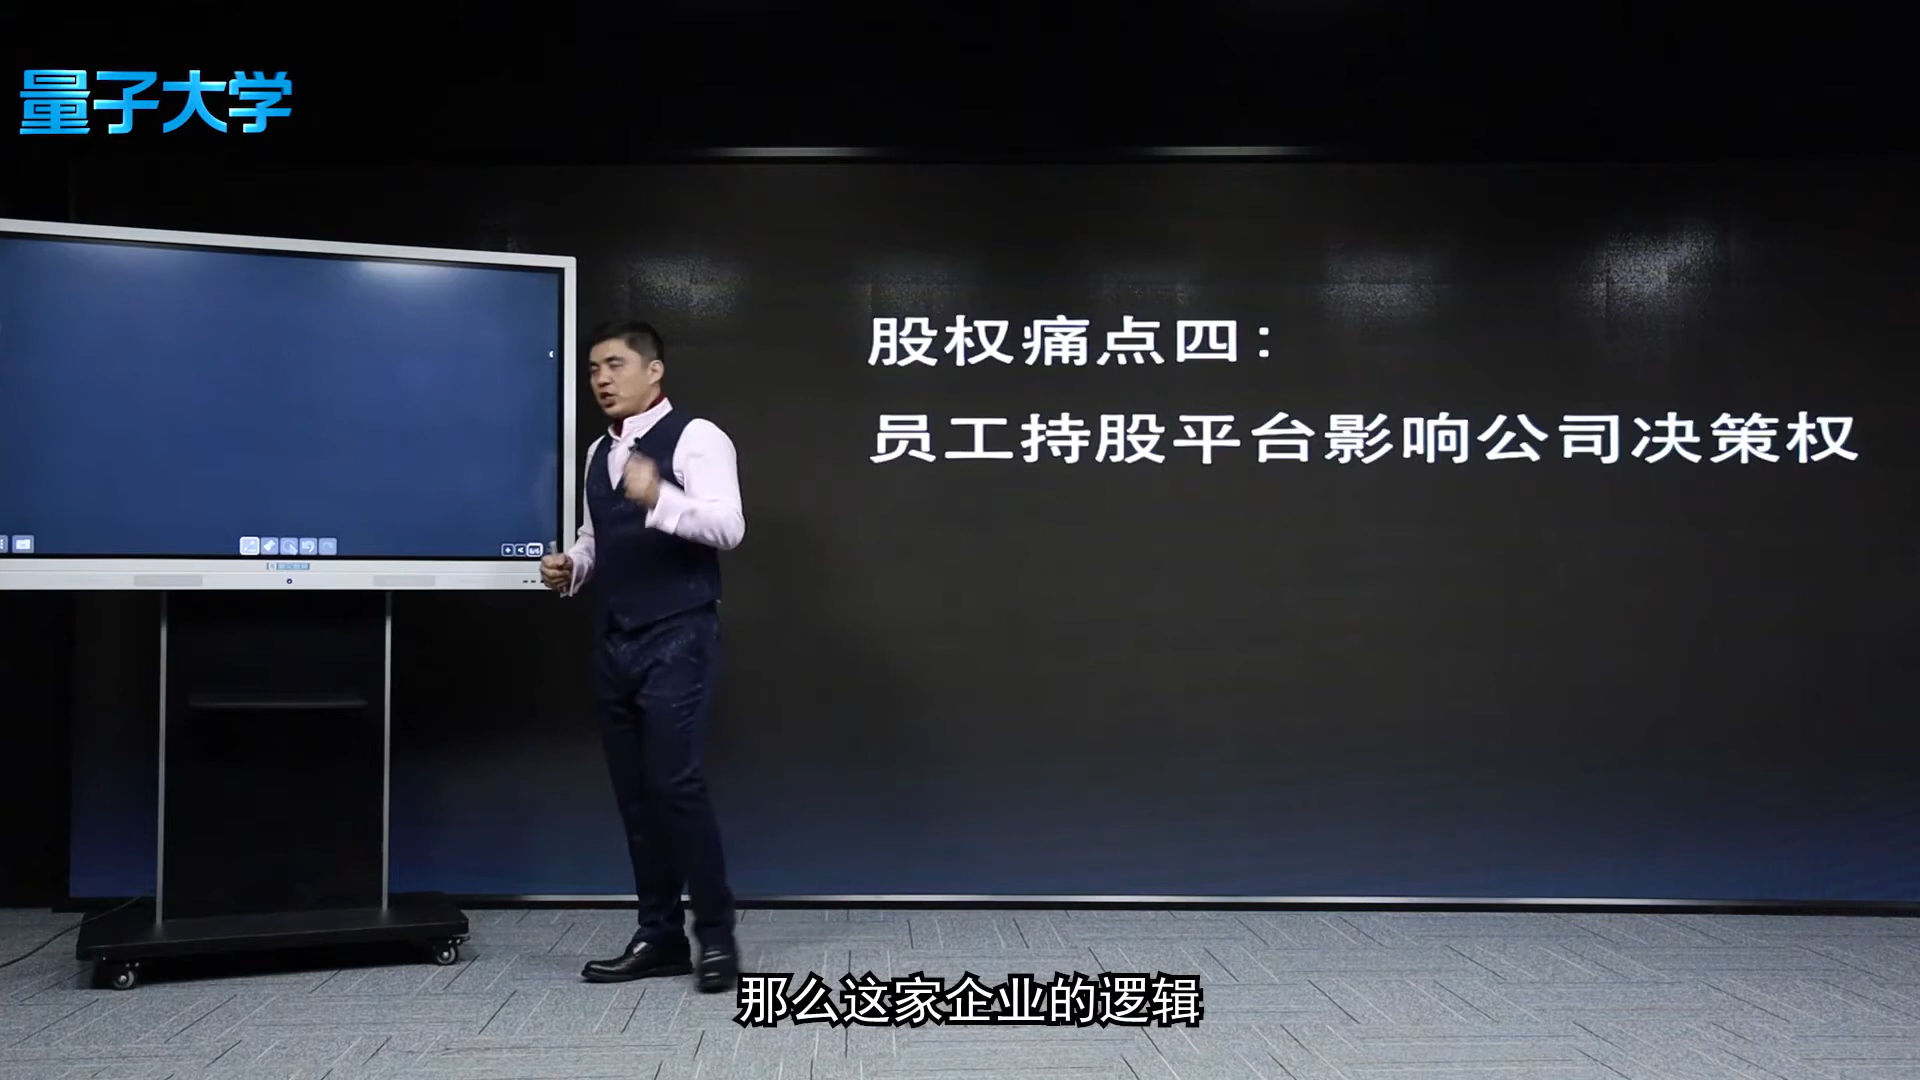 量子大学
股权痛点四：
员工持股平台影响公司决策权
那么这家企业的逻辑